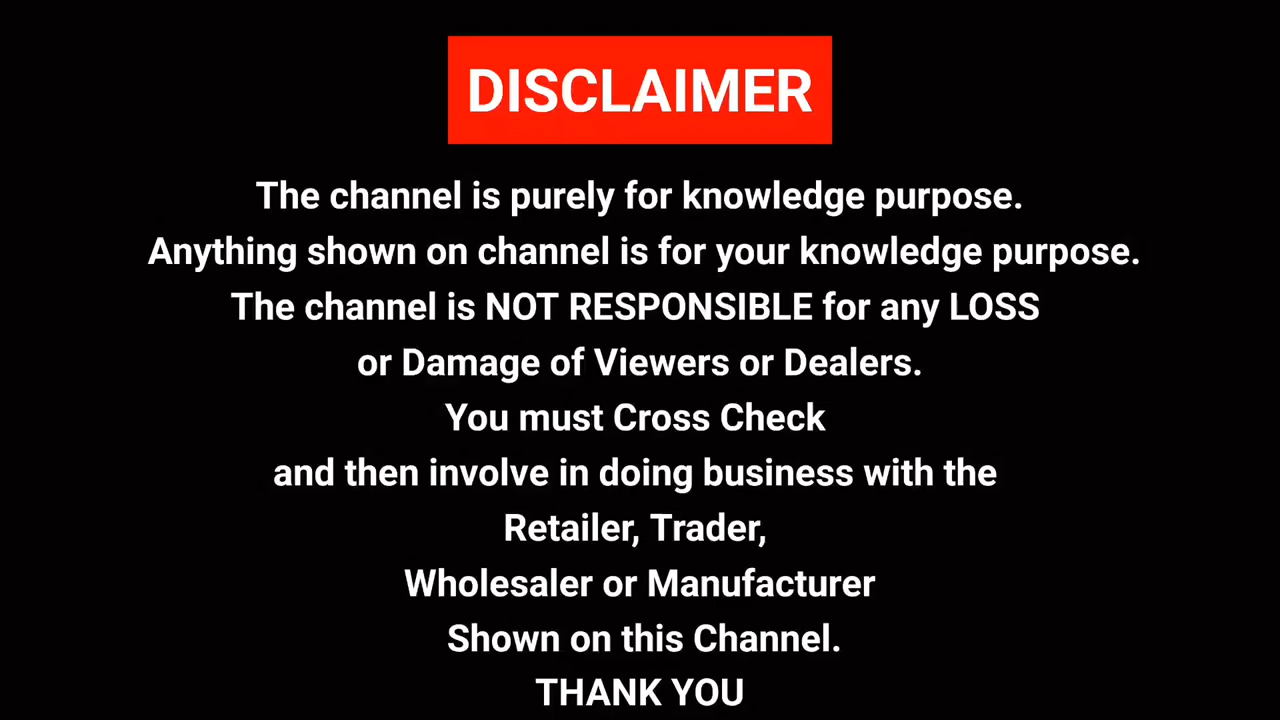 DISCLAIMER
The channel is purely for knowledge purpose.
Anything shown on channel is for your knowledge purpose.
The channel is NOT RESPONSIBLE for any LOSS
or Damage of Viewers or Dealers.
You must Cross Check
and then involve in doing business with the
Retailer, Trader,
Wholesaler or Manufacturer
Shown on this Channel.
THANK YOU